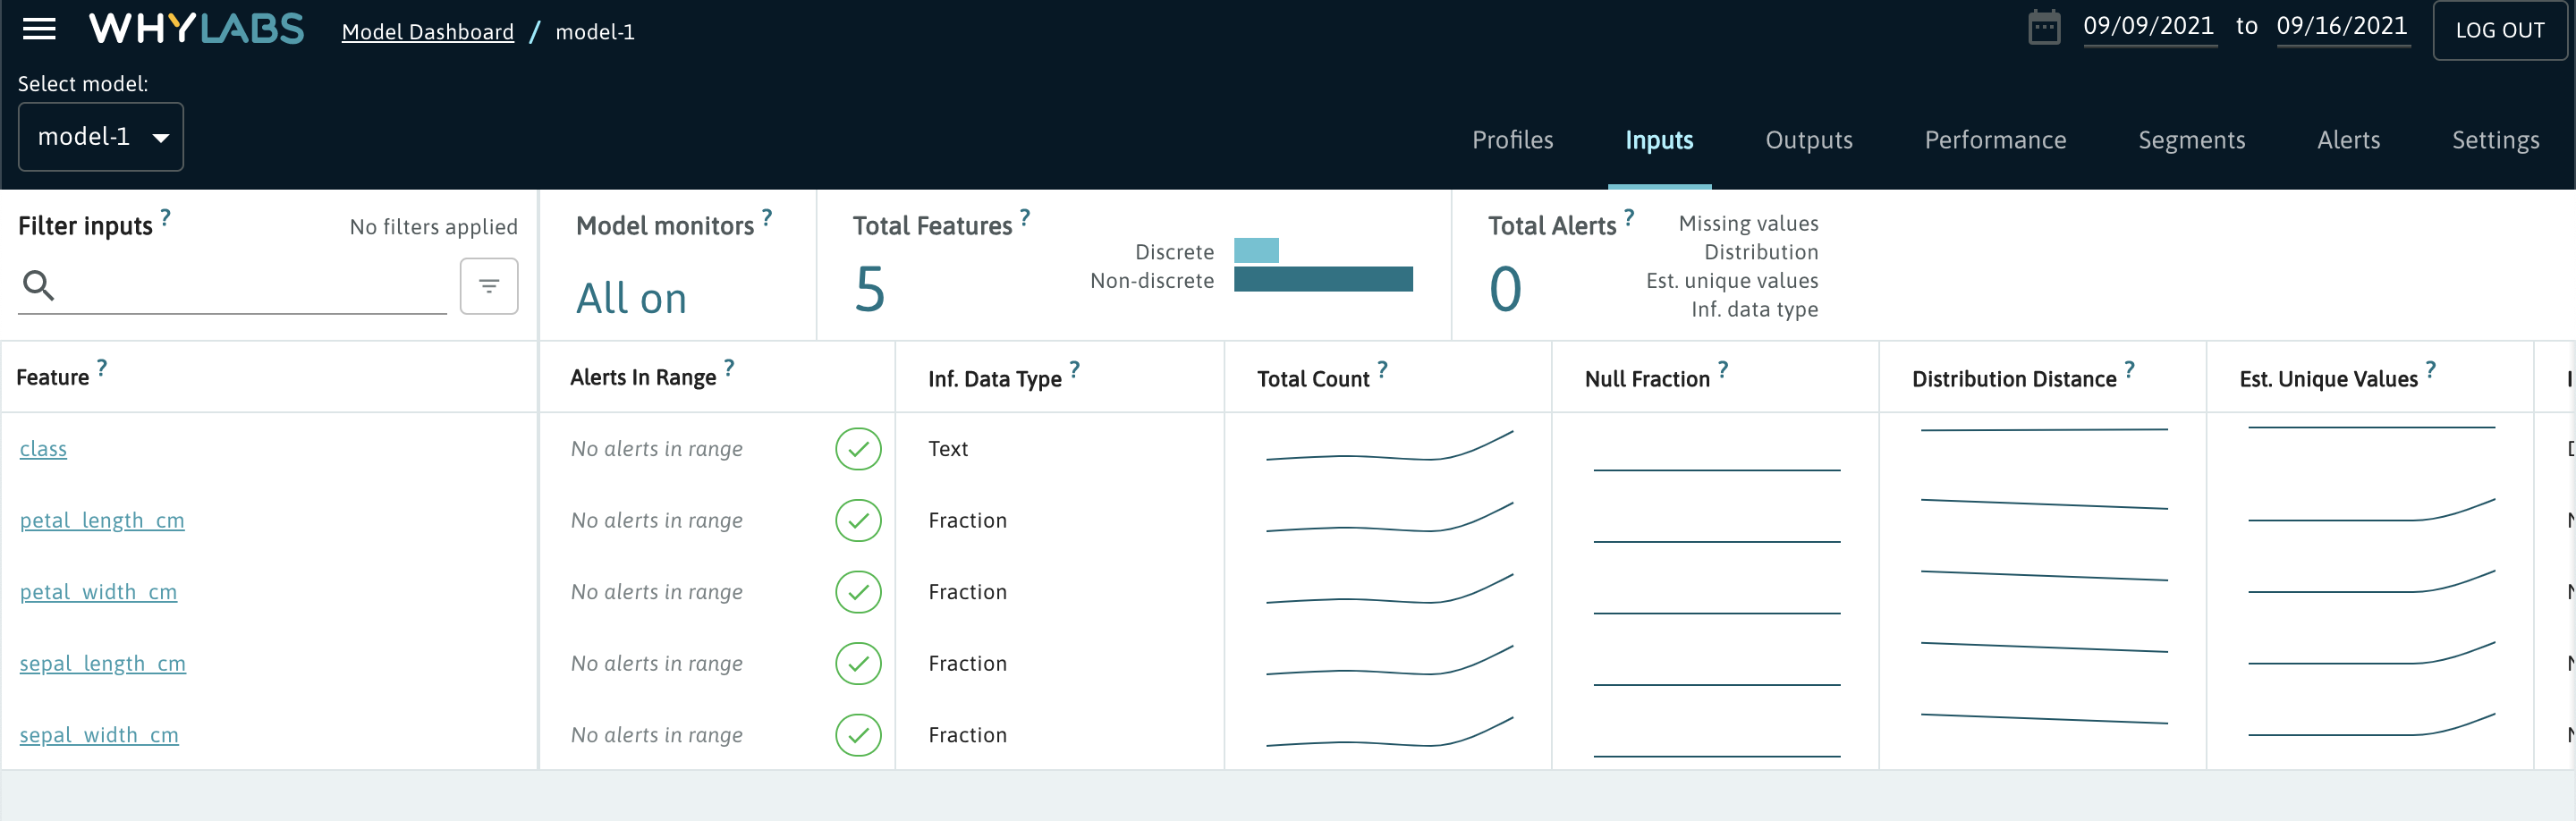 WHYLABS Model Dashboard / model-1 09/09/2021 to 09/16/2021 LOG OUT
Select model:
model-1
Profiles Inputs Outputs Performance Segments Alerts Settings
Filter inputs ? No filters applied
Model monitors ?
All on
Total Features ?
5
Discrete
Non-discrete
Total Alerts ?
0
Missing values
Distribution
Est. unique values
Inf. data type
Feature ? Alerts In Range ? Inf. Data Type ? Total Count ? Null Fraction ? Distribution Distance ? Est. Unique Values ?
class No alerts in range Text
petal_length_cm No alerts in range Fraction
petal_width_cm No alerts in range Fraction
sepal_length_cm No alerts in range Fraction
sepal_width_cm No alerts in range Fraction